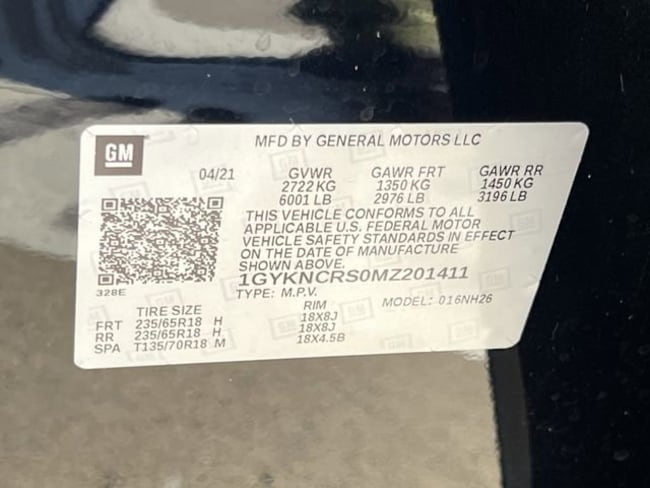 GM
MFD BY GENERAL MOTORS LLC
04/21 GVWR GAWR FRT GAWR RR
2722 KG 1350 KG 1450 KG
6001 LB 2976 LB 3196 LB
THIS VEHICLE CONFORMS TO ALL
APPLICABLE U.S. FEDERAL MOTOR
VEHICLE SAFETY STANDARDS IN EFFECT
ON THE DATE OF MANUFACTURE
SHOWN ABOVE.
1GYKNCRS0MZ201411
328E
TYPE: M.P.V. MODEL: 016NH26
TIRE SIZE RIM
FRT 235/65R18 H 18X8J
RR 235/65R18 H 18X8J
SPA T135/70R18 M 18X4.5B